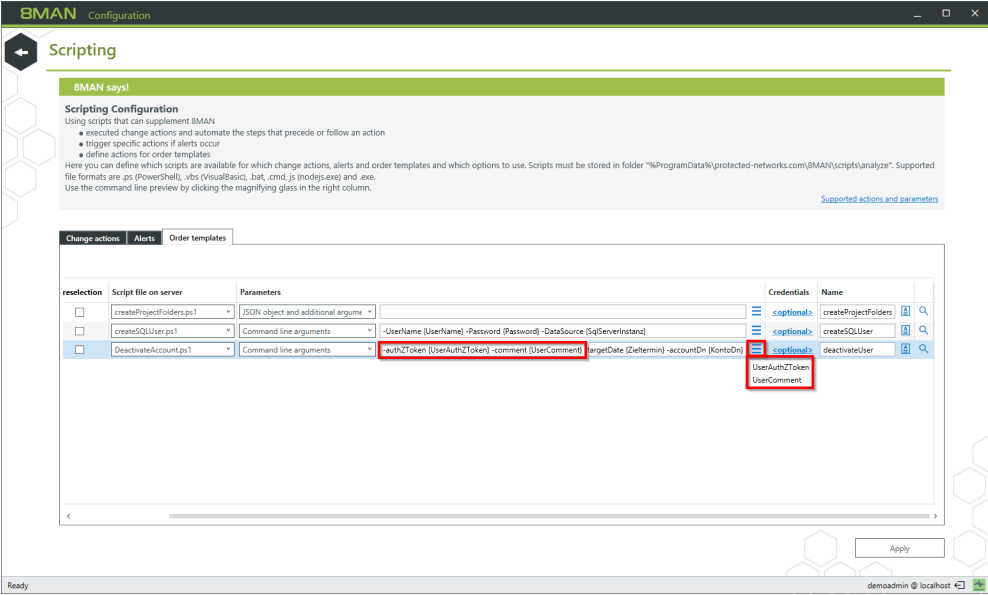 8MAN Configuration
Scripting
8MAN says!
Scripting Configuration
Using scripts that can supplement 8MAN
● executed change actions and automate the steps that precede or follow an action
● trigger specific actions if alerts occur
● define actions for order templates
Here you can define which scripts are available for which change actions, alerts and order templates and which options to use. Scripts must be stored in folder "%ProgramData%\protected-networks.com\8MAN\scripts\analyze". Supported
file formats are .ps (PowerShell), .vbs (VisualBasic), .bat, .cmd, js (nodejs.exe) and .exe.
Use the command line preview by clicking the magnifying glass in the right column.
Supported actions and parameters
Change actions Alerts Order templates
reselection Script file on server Parameters Credentials Name
createProjectFolders.ps1 JSON object and additional argume <optional> createProjectFolders
createSQLUser.ps1 Command line arguments -UserName {UserName} -Password {Password} -DataSource {SqlServerInstanz} <optional> createSQLUser
DeactivateAccount.ps1 Command line arguments -authZToken {UserAuthZToken} -comment {UserComment} targetDate {Zieltermin} -accountDn {KontoDn} <optional> deactivateUser
UserAuthZToken
UserComment
Apply
Ready demoadmin @ localhost